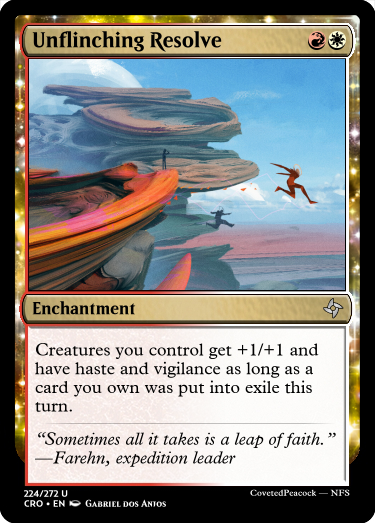 Unflinching Resolve
Enchantment
Creatures you control get +1/+1 and
have haste and vigilance as long as a
card you own was put into exile this
turn.
“Sometimes all it takes is a leap of faith.”
—Farehn, expedition leader
224/272 U
CRO • EN Gabriel dos Anjos
CovetedPeacock — NFS